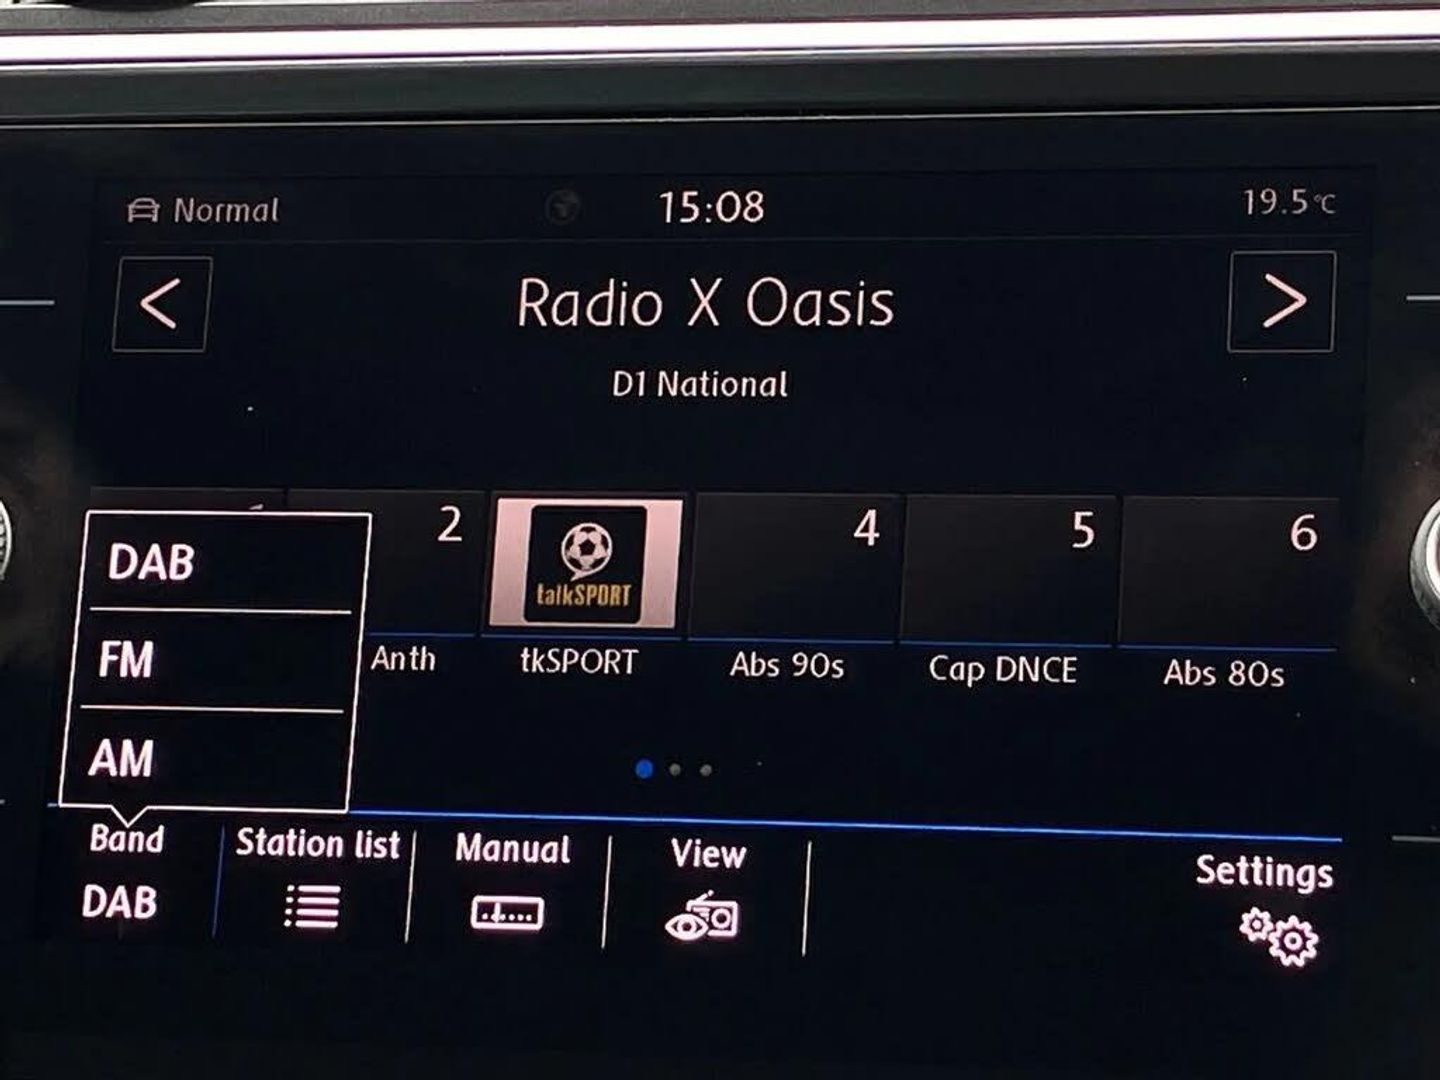 Normal
15:08
19.5°C
<
Radio X Oasis
>
D1 National
2
talkSPORT
4
5
6
Anth
tkSPORT
Abs 90s
Cap DNCE
Abs 80s
DAB
FM
AM
Band
DAB
Station list
Manual
View
Settings